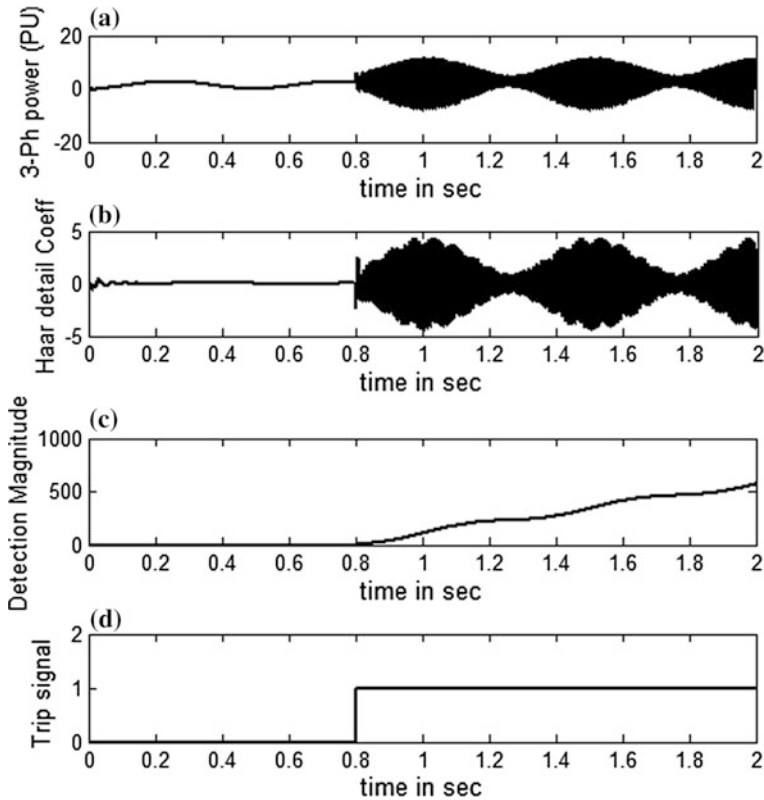 (a)
3-Ph power (PU)
20
0
-20
0 0.2 0.4 0.6 0.8 1 1.2 1.4 1.6 1.8 2
time in sec
(b)
Haar detail Coeff
5
0
-5
0 0.2 0.4 0.6 0.8 1 1.2 1.4 1.6 1.8 2
time in sec
(c)
Detection Magnitude
1000
500
0
0 0.2 0.4 0.6 0.8 1 1.2 1.4 1.6 1.8 2
time in sec
(d)
Trip signal
2
1
0
0 0.2 0.4 0.6 0.8 1 1.2 1.4 1.6 1.8 2
time in sec